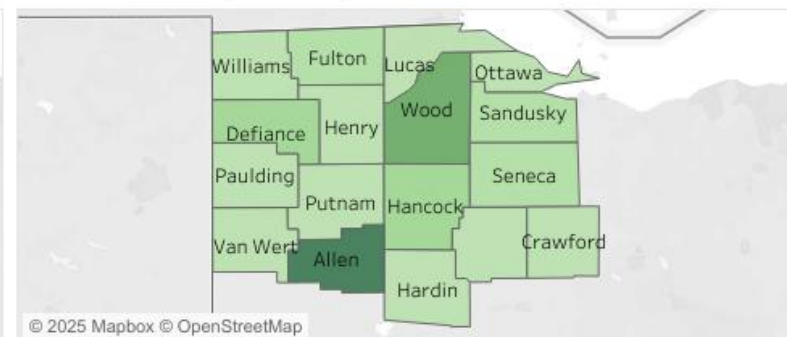 Williams
Fulton
Lucas
Ottawa
Wood
Defiance
Henry
Sandusky
Paulding
Seneca
Putnam
Hancock
Van Wert
Allen
Crawford
Hardin
© 2025 Mapbox © OpenStreetMap